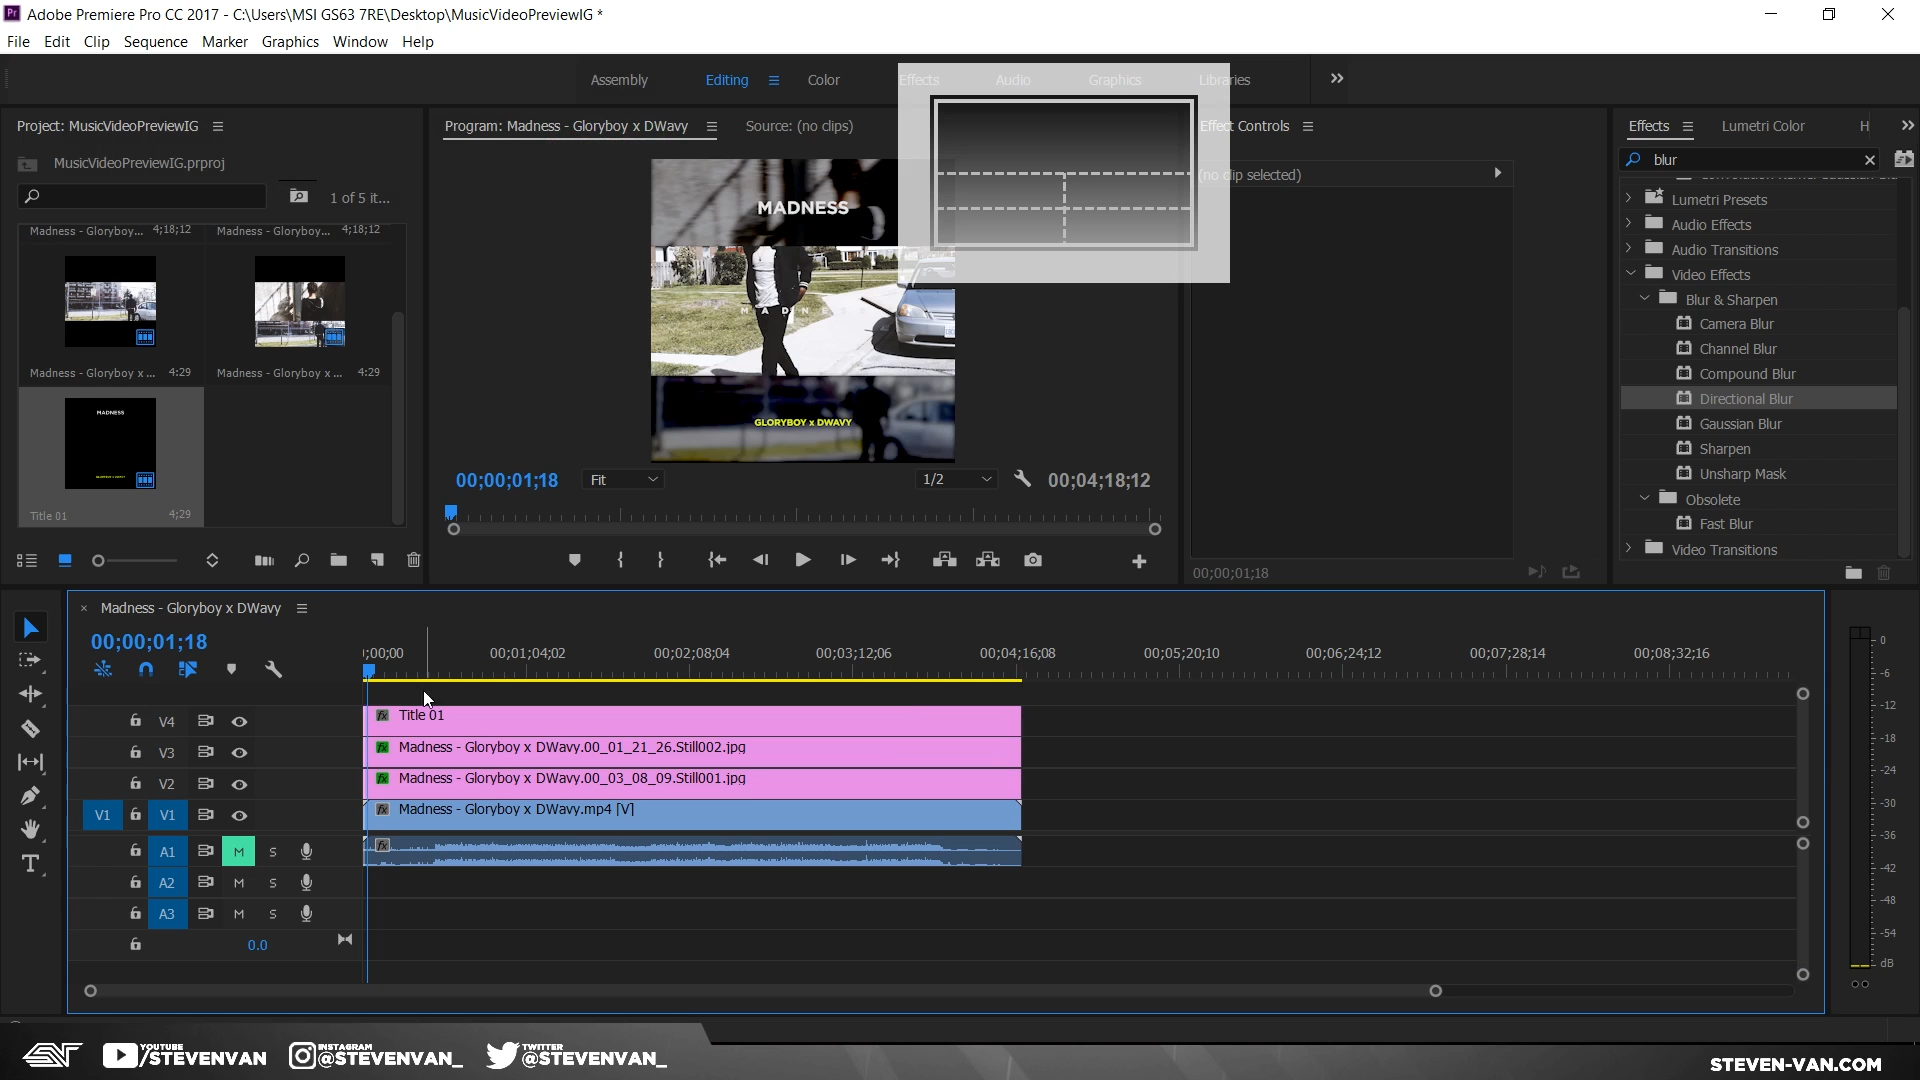 Pr Adobe Premiere Pro CC 2017 - C:\Users\MSI GS63 7RE\Desktop\MusicVideoPreviewIG *
File Edit Clip Sequence Marker Graphics Window Help
Assembly Editing Color Effects Audio Graphics Libraries
Project: MusicVideoPreviewIG
MusicVideoPreviewIG.prproj
1 of 5 it...
Madness - Gloryboy... 4;18;12
Madness - Gloryboy... 4;18;12
Madness - Gloryboy x ... 4:29
Madness - Gloryboy x ... 4:29
MADNESS
Title 01 4;29
Program: Madness - Gloryboy x DWavy
Source: (no clips)
MADNESS
GLORYBOY x DWAVY
00;00;01;18 Fit 1/2 00;04;18;12
Effect Controls
(no clip selected)
00;00;01;18
Effects Lumetri Color H
blur
Lumetri Presets
Audio Effects
Audio Transitions
Video Effects
Blur & Sharpen
Camera Blur
Channel Blur
Compound Blur
Directional Blur
Gaussian Blur
Sharpen
Unsharp Mask
Obsolete
Fast Blur
Video Transitions
× Madness - Gloryboy x DWavy
00;00;01;18
;00;00 00;01;04;02 00;02;08;04 00;03;12;06 00;04;16;08 00;05;20;10 00;06;24;12 00;07;28;14 00;08;32;16
V4 fx Title 01
V3 fx Madness - Gloryboy x DWavy.00_01_21_26.Still002.jpg
V2 fx Madness - Gloryboy x DWavy.00_03_08_09.Still001.jpg
V1 V1 fx Madness - Gloryboy x DWavy.mp4 [V]
A1 M S fx
A2 M S
A3 M S
0.0
0
-6
-12
-18
-24
-30
-36
-42
-48
-54
dB
YOUTUBE
/STEVENVAN
INSTAGRAM
@STEVENVAN_
TWITTER
@STEVENVAN_
STEVEN-VAN.COM